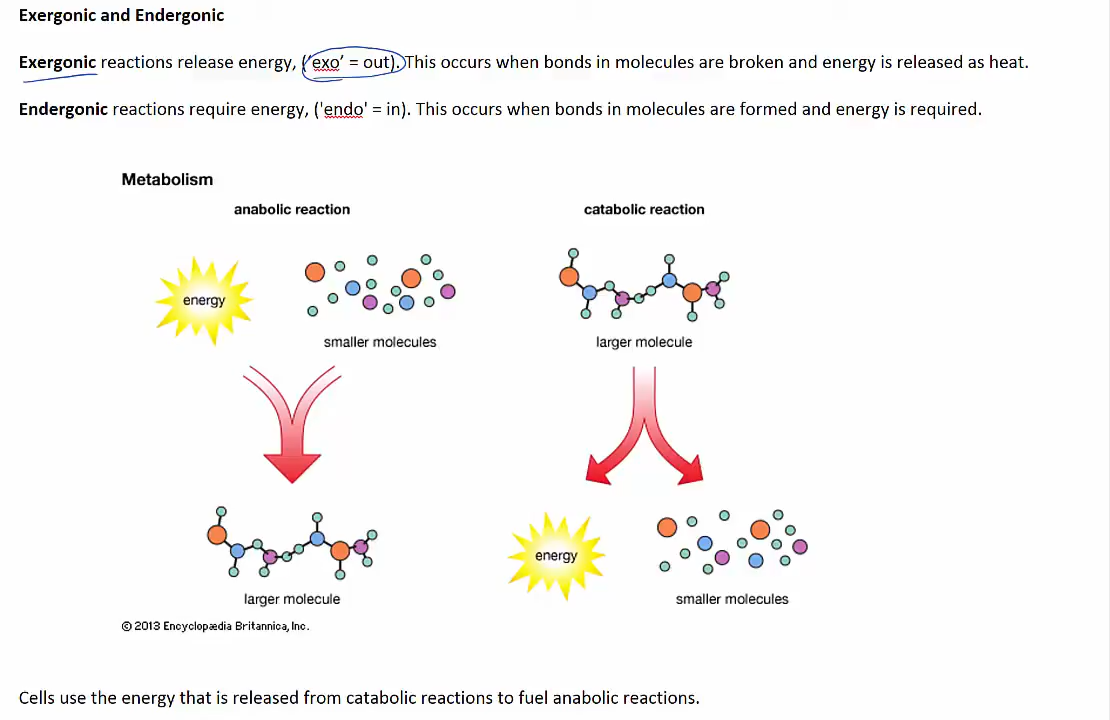 Exergonic and Endergonic
Exergonic reactions release energy, ('exo' = out). This occurs when bonds in molecules are broken and energy is released as heat.
Endergonic reactions require energy, ('endo' = in). This occurs when bonds in molecules are formed and energy is required.
Metabolism
anabolic reaction
catabolic reaction
energy
smaller molecules
larger molecule
larger molecule
energy
smaller molecules
© 2013 Encyclopædia Britannica, Inc.
Cells use the energy that is released from catabolic reactions to fuel anabolic reactions.